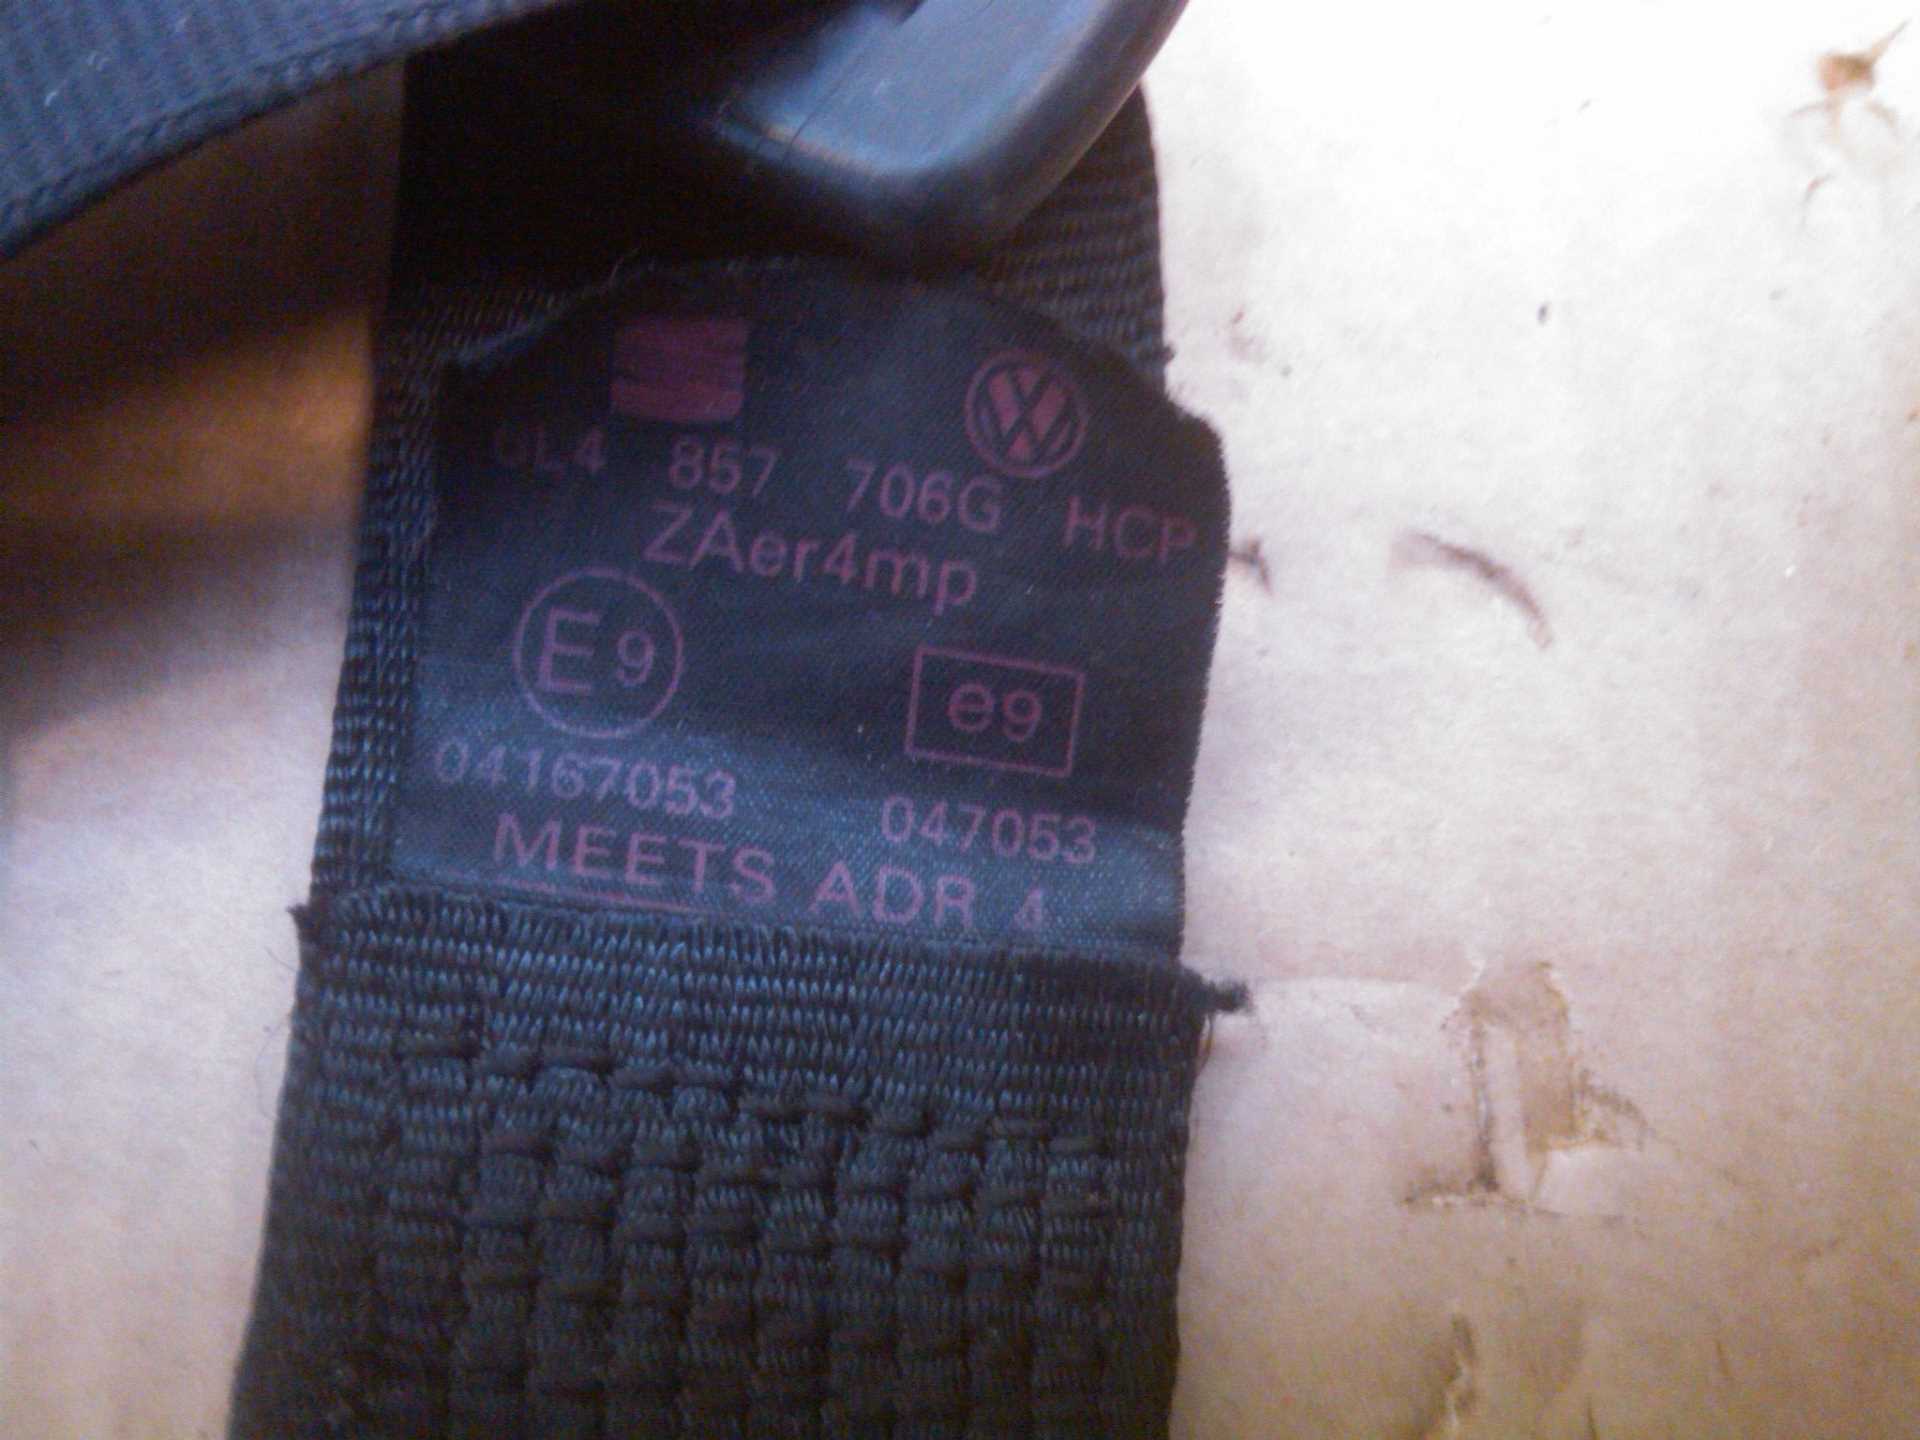 6L4 857 706G HCP
ZAer4mp
E9 e9
04167053 047053
MEETS ADR 4